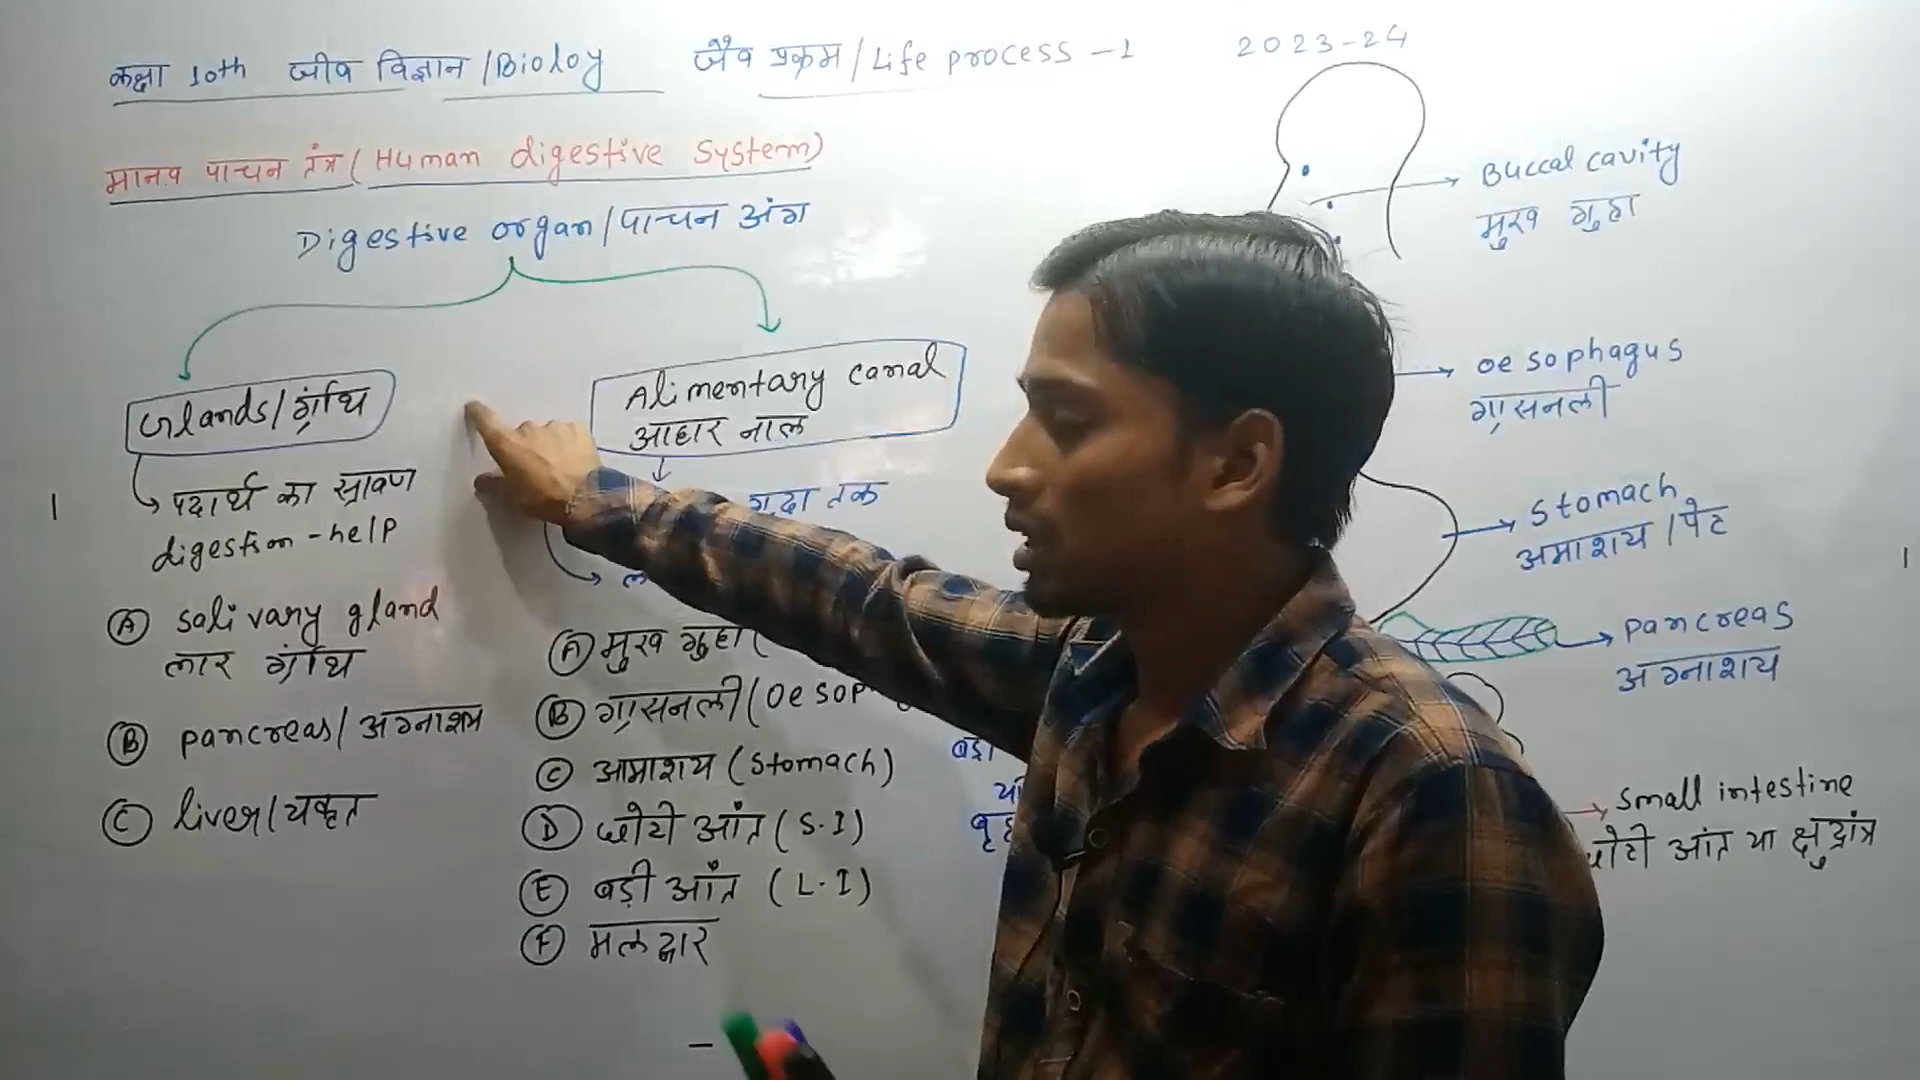 कक्षा 10th जीव विज्ञान/Bioloy जैव प्रक्रम/Life process-1 2023-24
मानव पाचन तंत्र (Human digestive system)
Digestive organ/पाचन अंग
Glands/ग्रंथि
पदार्थ का स्रावण
digestion-help
Ⓐ salivary gland
लार ग्रंथि
Ⓑ pancreas/अग्नाशय
Ⓒ liver/यकृत
Alimentary canal
आहार नाल
गुदा तक
Ⓐ मुख गुहा (
Ⓑ ग्रासनली (oesop
Ⓒ आमाशय (stomach)
Ⓓ छोटी आंत (S.I)
Ⓔ बड़ी आँत (L.I)
Ⓕ मलद्वार
Buccal cavity
मुख गुहा
oesophagus
ग्रासनली
stomach
अमाशय/पेट
pancreas
अग्नाशय
small intestine
छोटी आंत या क्षुद्रांत्र